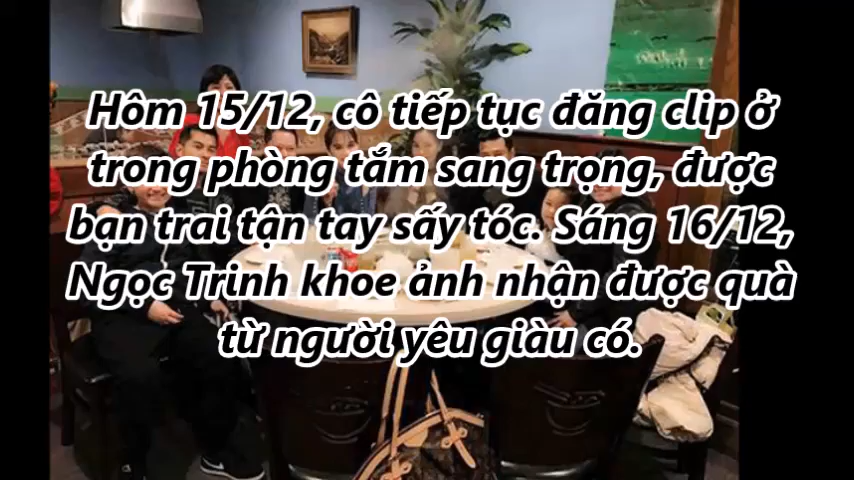 Hôm 15/12, cô tiếp tục đăng clip ở
trong phòng tắm sang trọng, được
bạn trai tận tay sấy tóc. Sáng 16/12,
Ngọc Trinh khoe ảnh nhận được quà
từ người yêu giàu có.